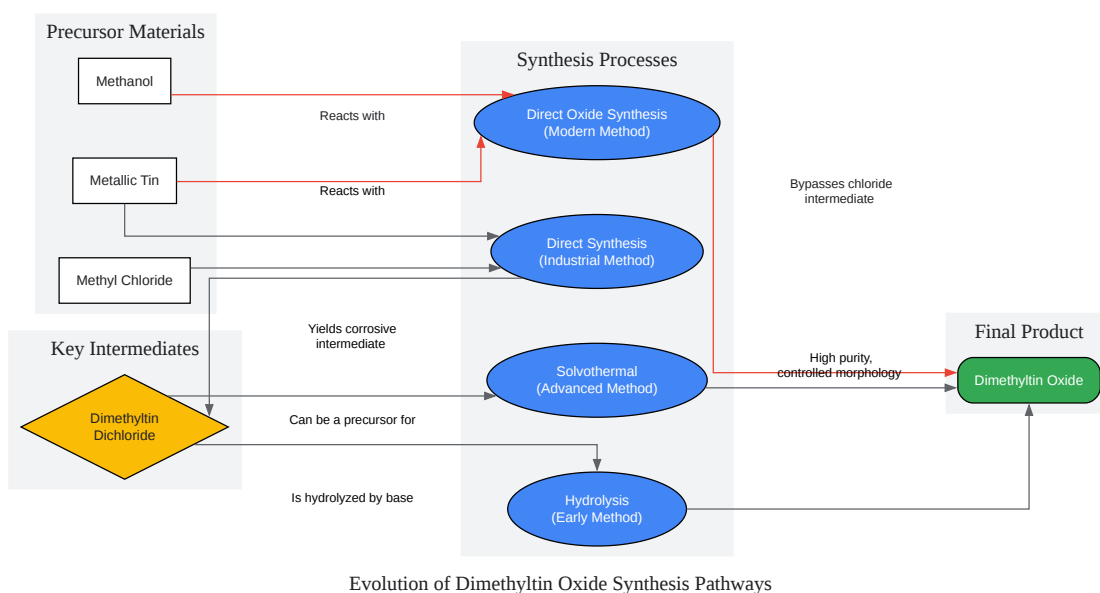 Precursor Materials
Methanol
Metallic Tin
Methyl Chloride
Key Intermediates
Dimethyltin
Dichloride
Reacts with
Reacts with
Yields corrosive
intermediate
Can be a precursor for
Is hydrolyzed by base
Synthesis Processes
Direct Oxide Synthesis
(Modern Method)
Direct Synthesis
(Industrial Method)
Solvothermal
(Advanced Method)
Hydrolysis
(Early Method)
Bypasses chloride
intermediate
High purity,
controlled morphology
Final Product
Dimethyltin Oxide
Evolution of Dimethyltin Oxide Synthesis Pathways